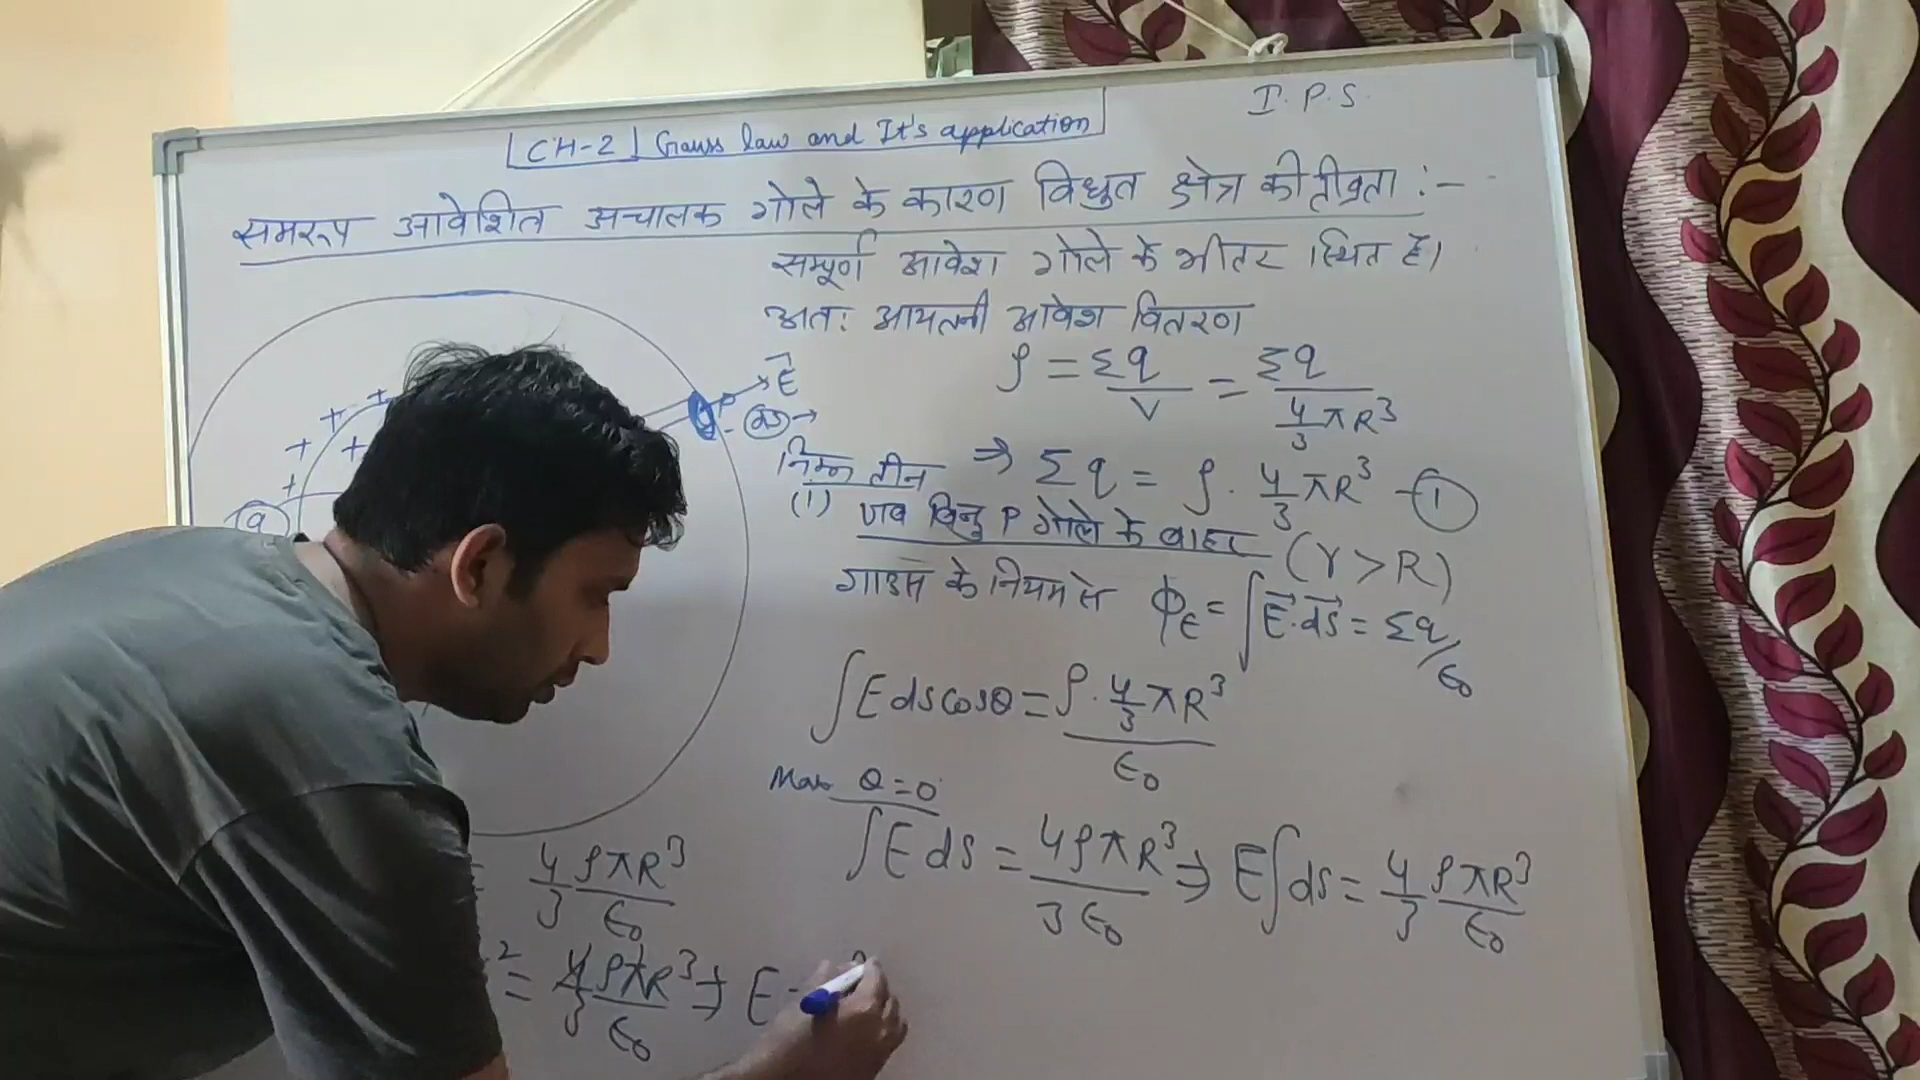 I.P.S.
CH-2 Gauss law and It's application
समरूप आवेशित अचालक गोले के कारण विधुत क्षेत्र की तीव्रता :-
सम्पूर्ण आवेश गोले के भीतर स्थित है।
अतः आयतनी आवेश वितरण
ρ = Σq/V = Σq/(4/3 πR³)
E⃗
P
ds →
निम्न तीन
⇒ Σq = ρ. 4/3 πR³ -①
(1) जब बिन्दु P गोले के बाहर (r>R)
गाउस के नियम से ϕE = ∫E⃗.ds⃗ = Σq/ϵ₀
∫E ds cosθ = ρ. 4/3 πR³/ϵ₀
θ=0
∫E ds = 4ρπR³/3ϵ₀ ⇒ E∫ds = 4/3 ρπR³/ϵ₀
= 4/3 ρπR³/ϵ₀
² = 4/3 ρπR³/ϵ₀ ⇒ E =